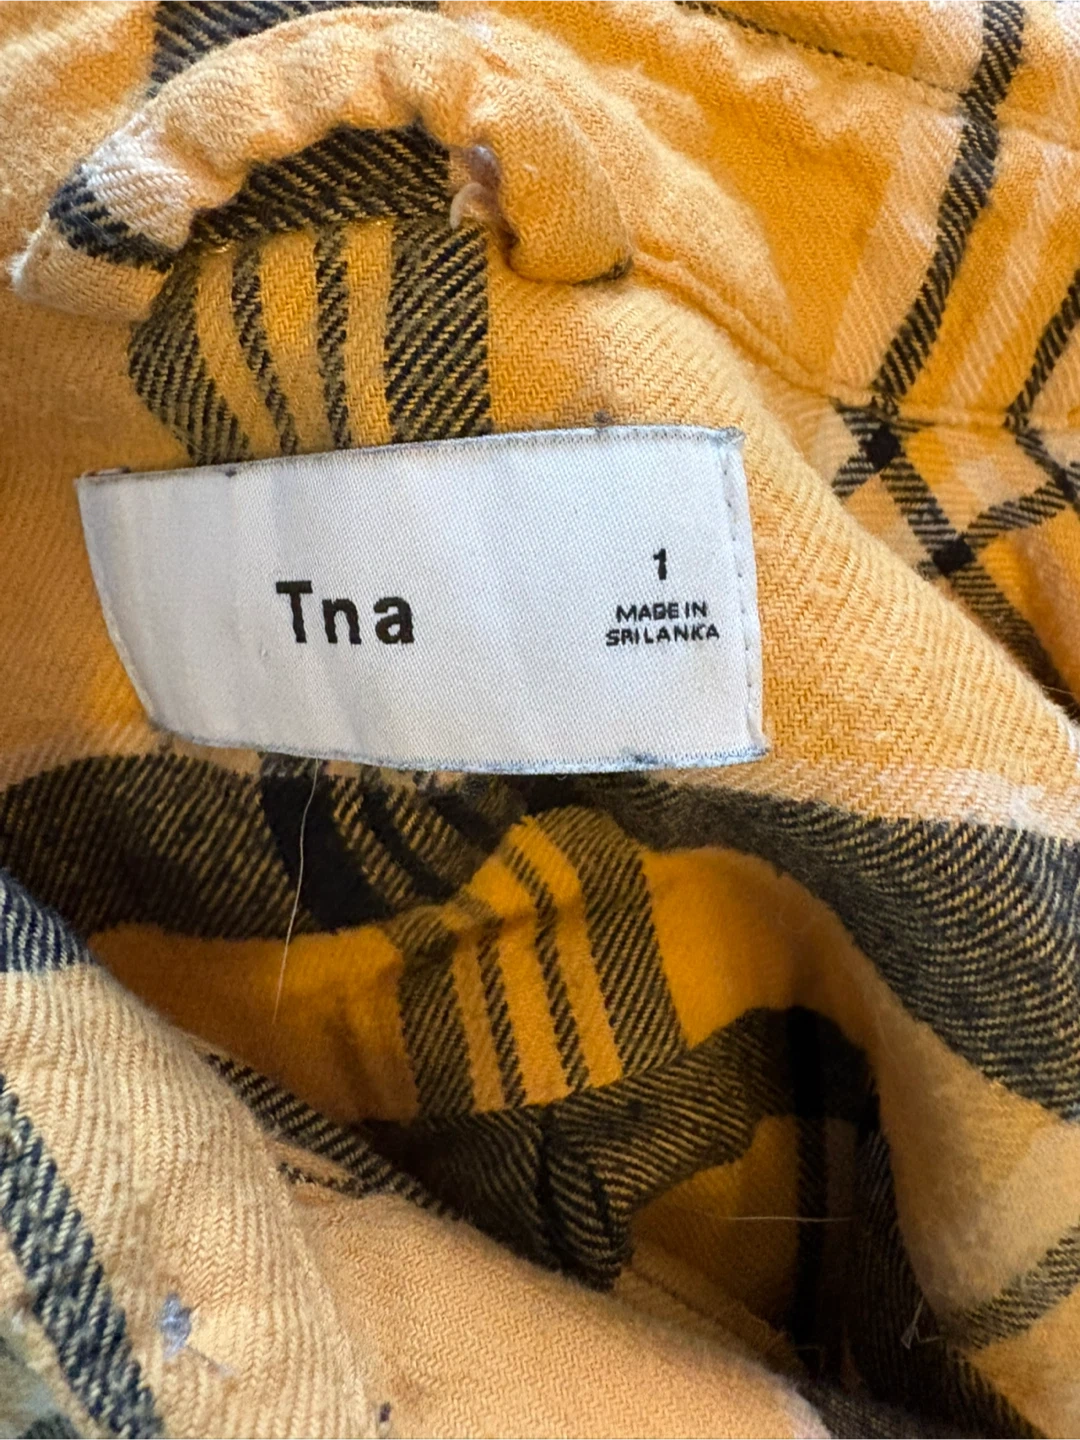 Tna
1
MADE IN
SRI LANKA